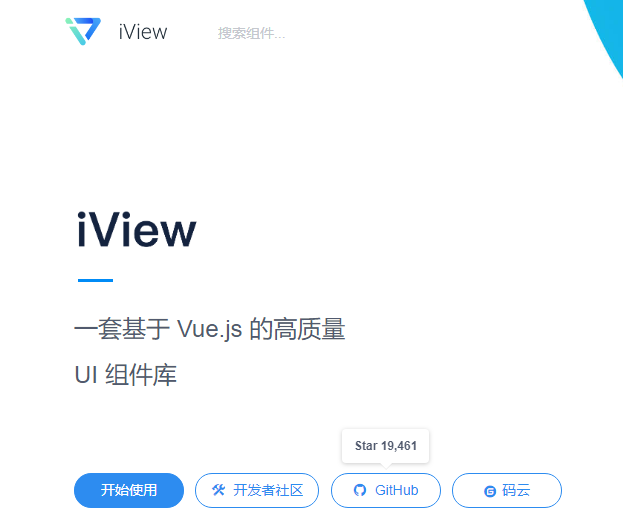 iView
搜索组件...
iView
一套基于 Vue.js 的高质量
UI 组件库
Star 19,461
开始使用
开发者社区
GitHub
码云